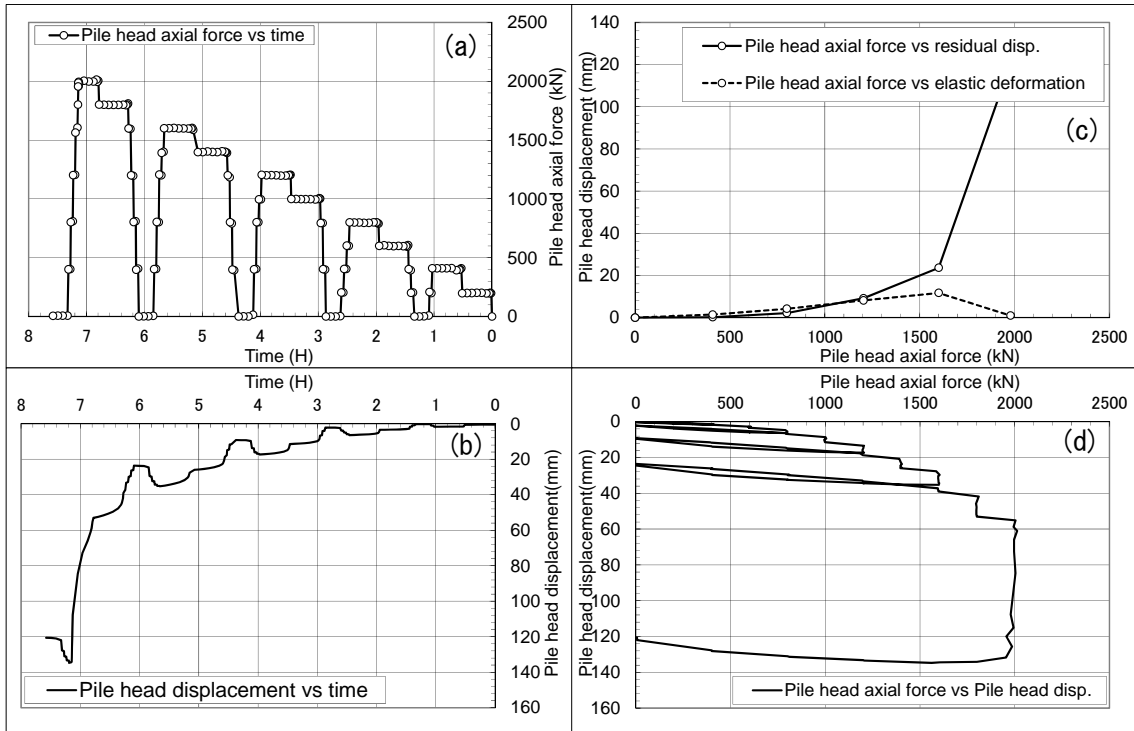 Pile head axial force vs time
(a)
2500
2000
1500
1000
500
0
Pile head axial force (kN)
8 7 6 5 4 3 2 1 0
Time (H)
140
120
100
80
60
40
20
0
Pile head displacement (mm)
Pile head axial force vs residual disp.
Pile head axial force vs elastic deformation
(c)
0 500 1000 1500 2000 2500
Pile head axial force (kN)
Time (H)
8 7 6 5 4 3 2 1 0
0
20
40
60
80
100
120
140
160
Pile head displacement(mm)
(b)
Pile head displacement vs time
Pile head axial force (kN)
0 500 1000 1500 2000 2500
0
20
40
60
80
100
120
140
160
Pile head displacement(mm)
(d)
Pile head axial force vs Pile head disp.